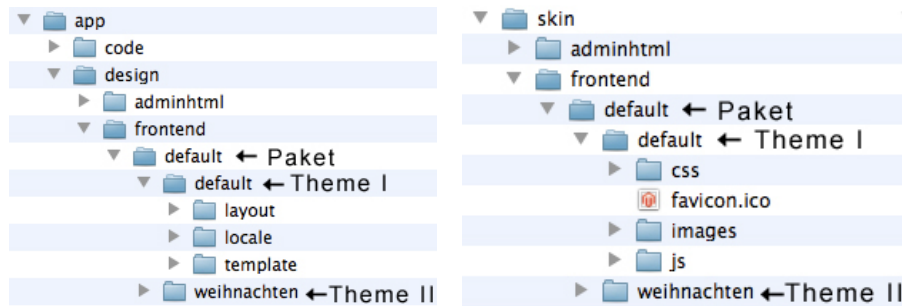 app
code
design
adminhtml
frontend
default ← Paket
default ← Theme I
layout
locale
template
weihnachten ← Theme II
skin
adminhtml
frontend
default ← Paket
default ← Theme I
css
favicon.ico
images
js
weihnachten ← Theme II